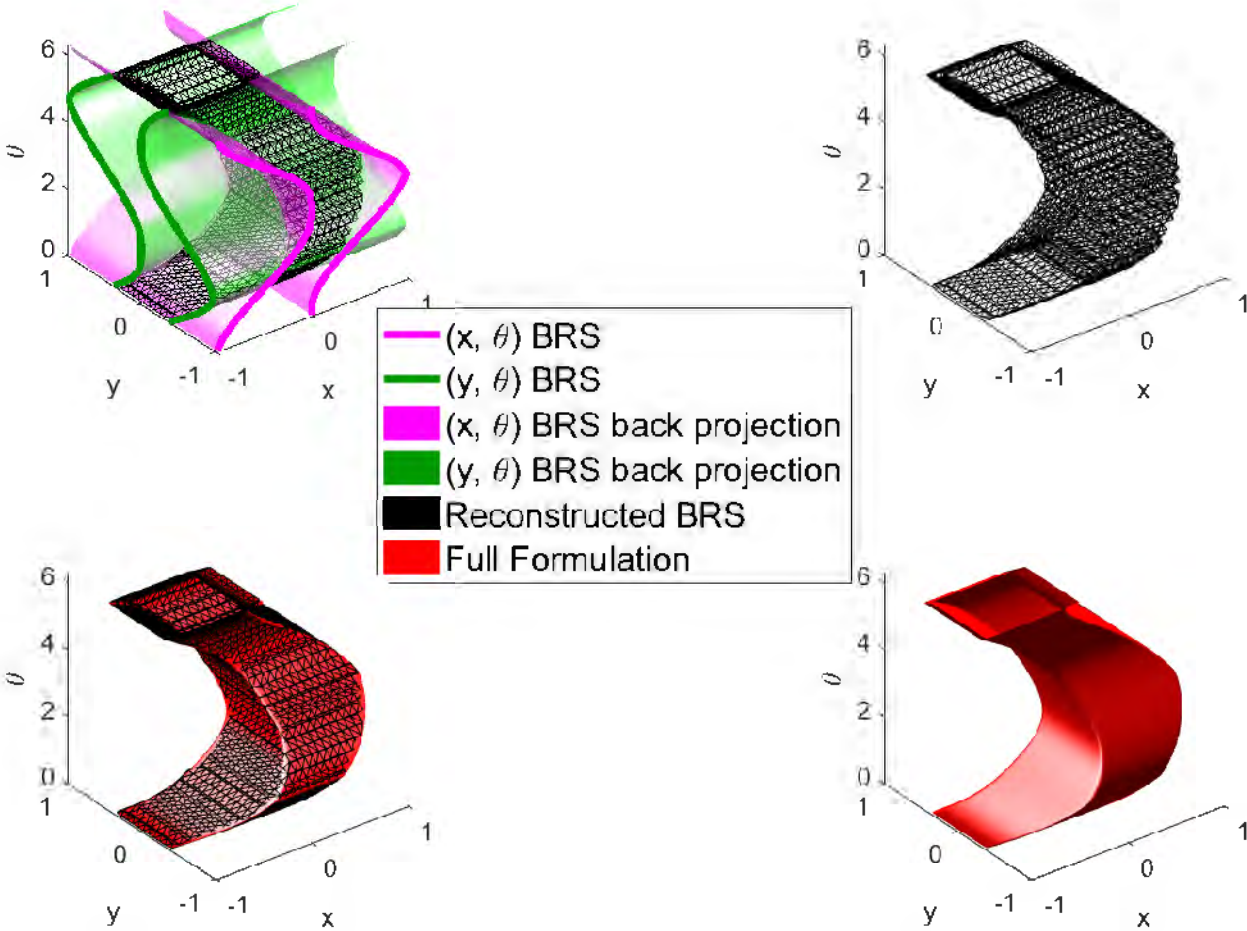 6
4
θ
2
0
1
0
y
-1
-1
0
x
1
6
4
θ
2
0
1
0
y
-1
-1
0
x
1
(x, θ) BRS
(y, θ) BRS
(x, θ) BRS back projection
(y, θ) BRS back projection
Reconstructed BRS
Full Formulation
6
4
θ
2
0
1
0
y
-1
-1
0
x
1
6
4
θ
2
0
1
0
y
-1
-1
0
x
1